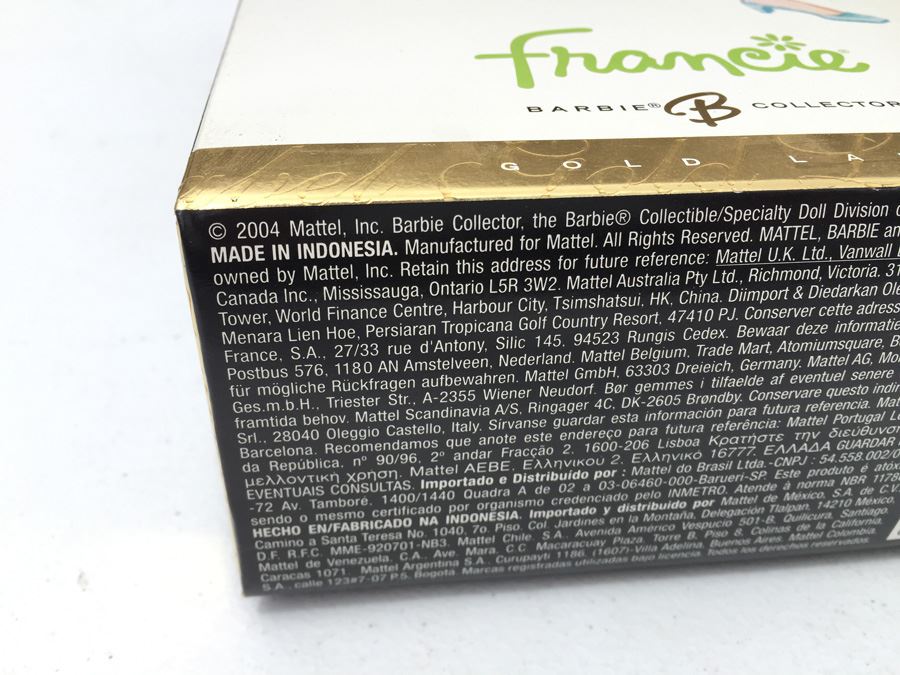 francie
BARBIE® B COLLECTOR
GOLD LA
© 2004 Mattel, Inc. Barbie Collector, the Barbie® Collectible/Specialty Doll Division
MADE IN INDONESIA. Manufactured for Mattel. All Rights Reserved. MATTEL, BARBIE an
owned by Mattel, Inc. Retain this address for future reference: Mattel U.K. Ltd., Vanwall
Canada Inc., Mississauga, Ontario L5R 3W2. Mattel Australia Pty Ltd., Richmond, Victoria. 31
Tower, World Finance Centre, Harbour City, Tsimshatsui, HK, China. Diimport & Diedarkan Ole
Menara Lien Hoe, Persiaran Tropicana Golf Country Resort, 47410 PJ. Conserver cette adress
France, S.A., 27/33 rue d'Antony, Silic 145, 94523 Rungis Cedex. Bewaar deze informatie
Postbus 576, 1180 AN Amstelveen, Nederland. Mattel Belgium, Trade Mart, Atomiumsquare, B
für mögliche Rückfragen aufbewahren. Mattel GmbH, 63303 Dreieich, Germany. Mattel AG, Mo
Ges.m.b.H., Triester Str., A-2355 Wiener Neudorf. Bør gemmes i tilfaelde af eventuel senere
framtida behov. Mattel Scandinavia A/S, Ringager 4C, DK-2605 Brøndby. Conservare questo indir
Srl., 28040 Oleggio Castello, Italy. Sírvanse guardar esta información para futura referencia. Mat
Barcelona. Recomendamos que anote este endereço para futura referência: Mattel Portugal L
da República, nº 90/96, 2º andar Fracção 2, 1600-206 Lisboa Κρατήστε την διεύθυνσ
μελλοντική χρήση. Mattel AEBE, Ελληνικου 2, Ελληνικό 16777, ΕΛΛΑΔΑ GUARDAR
EVENTUAIS CONSULTAS. Importado e Distribuido por : Mattel do Brasil Ltda.-CNPJ : 54.558.002/0
-72 Av. Tamboré, 1400/1440 Quadra A de 02 a 03-06460-000-Barueri-SP. Este produto é atóx
sendo o mesmo certificado por organismo credenciado pelo INMETRO. Atende à norma NBR 1178
HECHO EN/FABRICADO NA INDONESIA. Importado y distribuido por Mattel de México, S.A. de C.V
Camino a Santa Teresa No. 1040,7o. Piso, Col. Jardines en la Montaña, Delegación Tlalpan, 14210 México,
D.F. R.F.C. MME-920701-NB3. Mattel Chile, S.A., Avenida Américo Vespucio 501-B, Quilicura, Santiago
Mattel de Venezuela, C.A., Ave. Mara, C.C. Macaracuay Plaza, Torre B, Piso 8, Colinas de la California,
Caracas 1071. Mattel Argentina S.A., Curupaytí 1186, (1607)-Villa Adelina, Buenos Aires. Mattel Colombia,
S.A., calle 123#7-07 P.5, Bogotá. Marcas registradas utilizadas bajo licencia. Todos los derechos reservados.